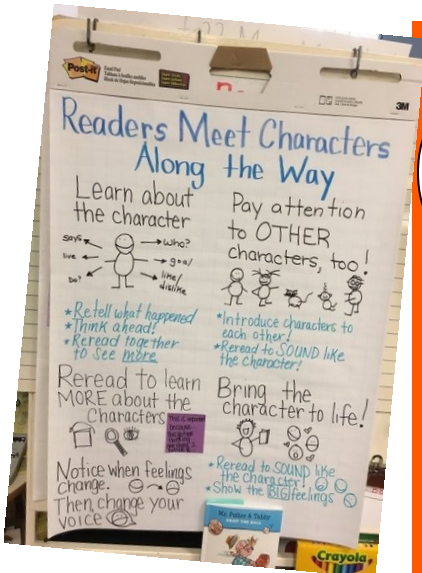 Post-it
3M
Readers Meet Characters
Along the Way
Learn about
the character
says
who?
live
goal
Do?
like/
dislike
*Retell what happened
*Think ahead!
*Reread together
to see more
Pay attention
to OTHER
characters, too!
*Introduce characters to
each other!
*Reread to SOUND like
the character!
Reread to learn
MORE about the
Characters
Notice when feelings
change.
Then, change your
voice
Bring the
character to life!
*Reread to SOUND like
the character!
*Show the BIG feelings
Mr. Putter & Tabby
Crayola